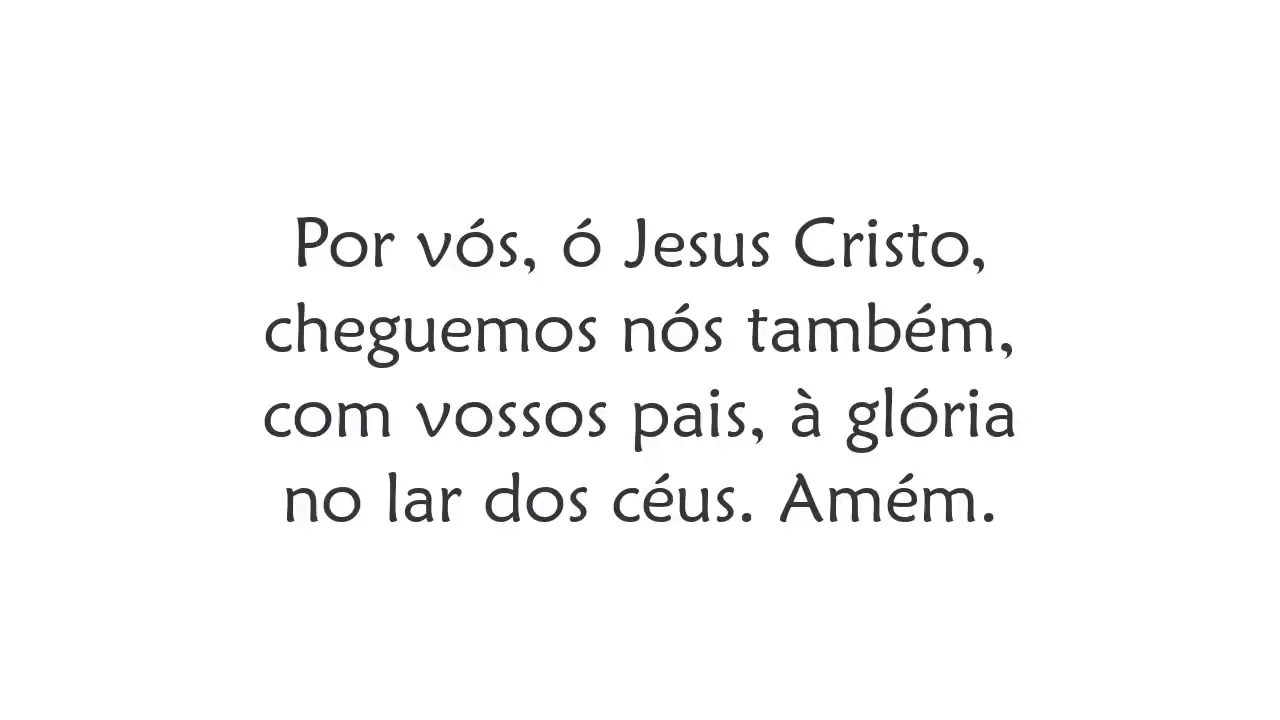 Por vós, ó Jesus Cristo,
cheguemos nós também,
com vossos pais, à glória
no lar dos céus. Amém.